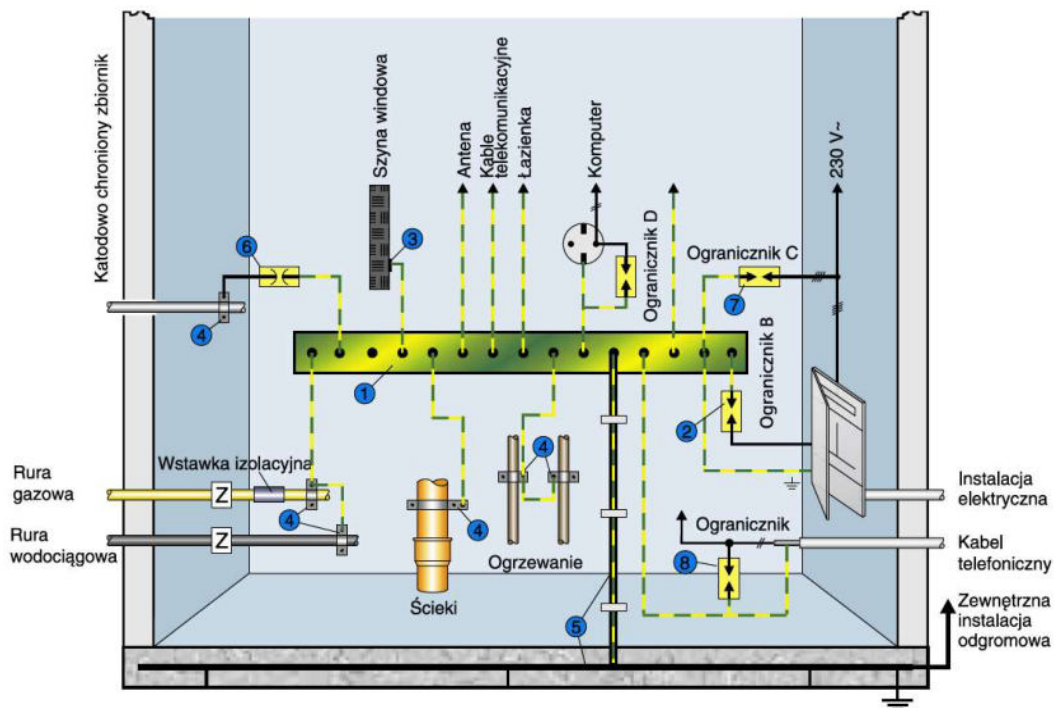 Katodowo chroniony zbiornik
Szyna windowa
Antena
Kable
telekomunikacyjne
Łazienka
Komputer
230 V~
Ogranicznik D
Ogranicznik C
6
3
7
4
Ogranicznik B
1
2
Rura
gazowa
Wstawka izolacyjna
Z
4
4
4
Instalacja
elektryczna
Rura
wodociągowa
Z
Ogrzewanie
Ogranicznik
8
Kabel
telefoniczny
Ścieki
5
Zewnętrzna
instalacja
odgromowa